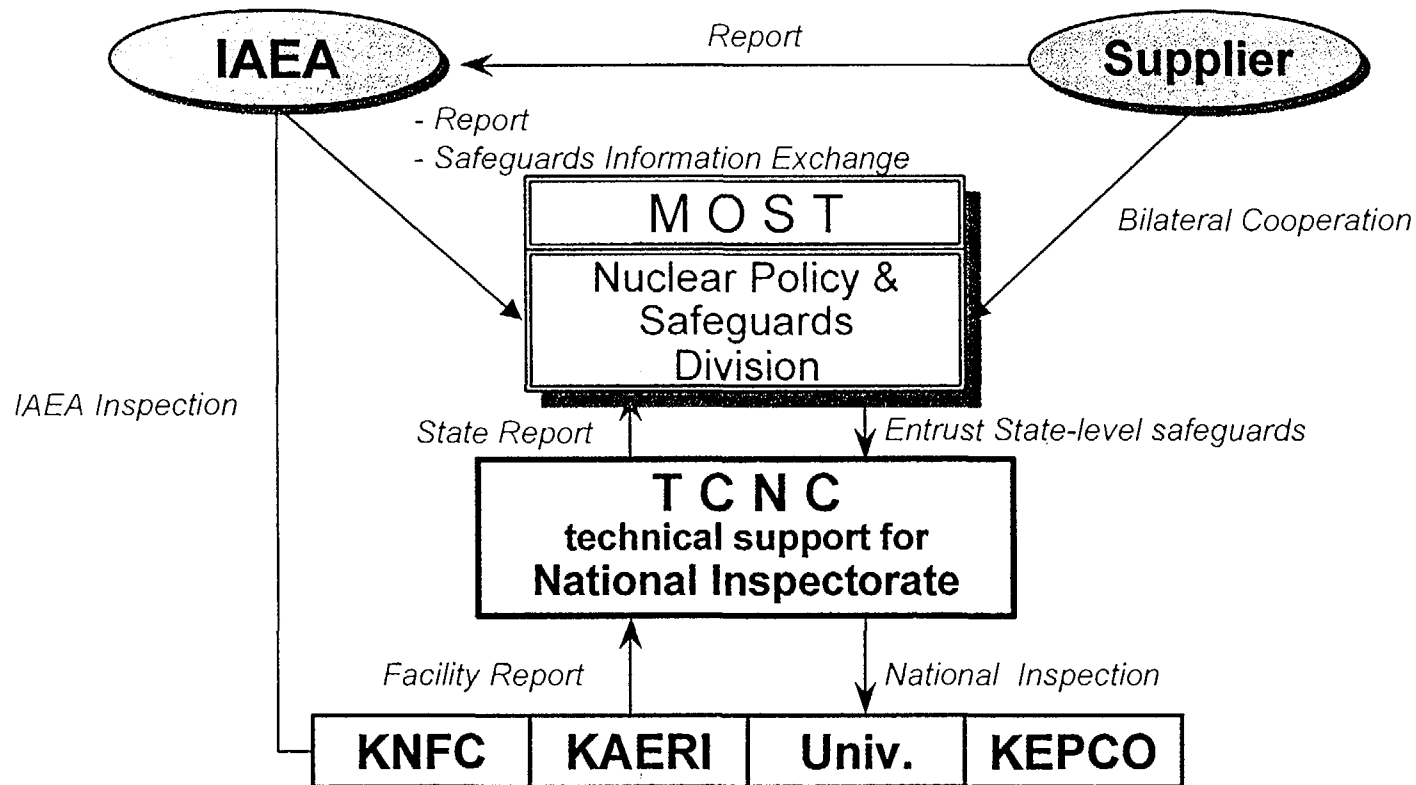 Report
IAEA
Supplier
- Report
- Safeguards Information Exchange
M O S T
Bilateral Cooperation
Nuclear Policy &
Safeguards
Division
IAEA Inspection
State Report
Entrust State-level safeguards
T C N C
technical support for
National Inspectorate
Facility Report
National Inspection
KNFC
KAERI
Univ.
KEPCO